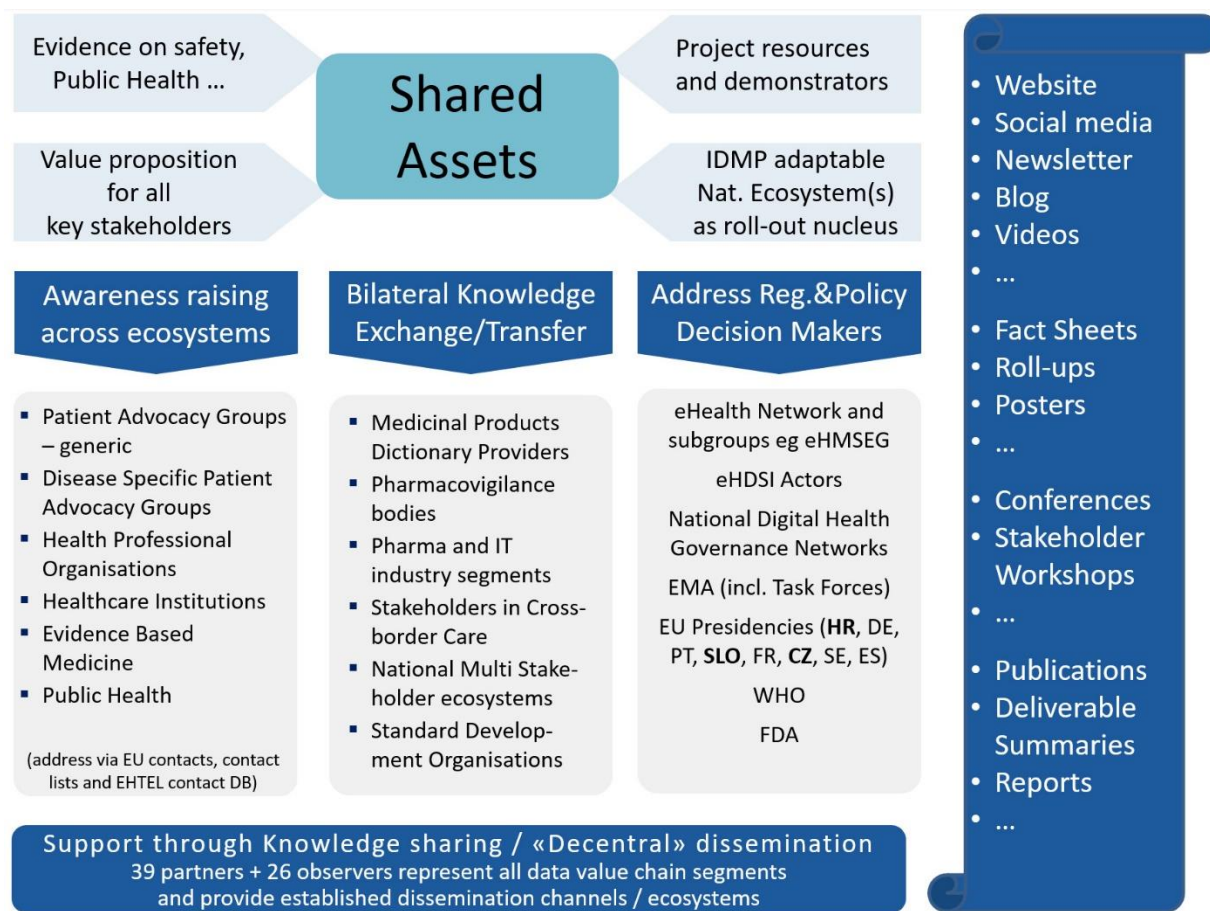 Evidence on safety,
Public Health ...
Shared
Assets
Project resources
and demonstrators
Value proposition
for all
key stakeholders
IDMP adaptable
Nat. Ecosystem(s)
as roll-out nucleus
Awareness raising
across ecosystems
▪ Patient Advocacy Groups
– generic
▪ Disease Specific Patient
Advocacy Groups
▪ Health Professional
Organisations
▪ Healthcare Institutions
▪ Evidence Based
Medicine
▪ Public Health
(address via EU contacts, contact
lists and EHTEL contact DB)
Bilateral Knowledge
Exchange/Transfer
▪ Medicinal Products
Dictionary Providers
▪ Pharmacovigilance
bodies
▪ Pharma and IT
industry segments
▪ Stakeholders in Cross-
border Care
▪ National Multi Stake-
holder ecosystems
▪ Standard Develop-
ment Organisations
Address Reg.&Policy
Decision Makers
eHealth Network and
subgroups eg eHMSEG
eHDSI Actors
National Digital Health
Governance Networks
EMA (incl. Task Forces)
EU Presidencies (HR, DE,
PT, SLO, FR, CZ, SE, ES)
WHO
FDA
Support through Knowledge sharing / «Decentral» dissemination
39 partners + 26 observers represent all data value chain segments
and provide established dissemination channels / ecosystems
• Website
• Social media
• Newsletter
• Blog
• Videos
• ...
• Fact Sheets
• Roll-ups
• Posters
• ...
• Conferences
• Stakeholder
Workshops
• ...
• Publications
• Deliverable
Summaries
• Reports
• ...